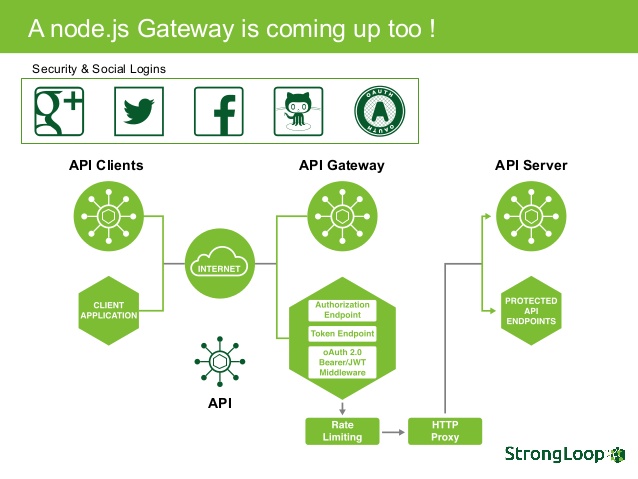 A node.js Gateway is coming up too !
Security & Social Logins
g+
f
OAUTH
A
OAUTH
API Clients
API Gateway
API Server
INTERNET
CLIENT
APPLICATION
Authorization
Endpoint
Token Endpoint
oAuth 2.0
Bearer/JWT
Middleware
PROTECTED
API
ENDPOINTS
API
Rate
Limiting
HTTP
Proxy
StrongLoop